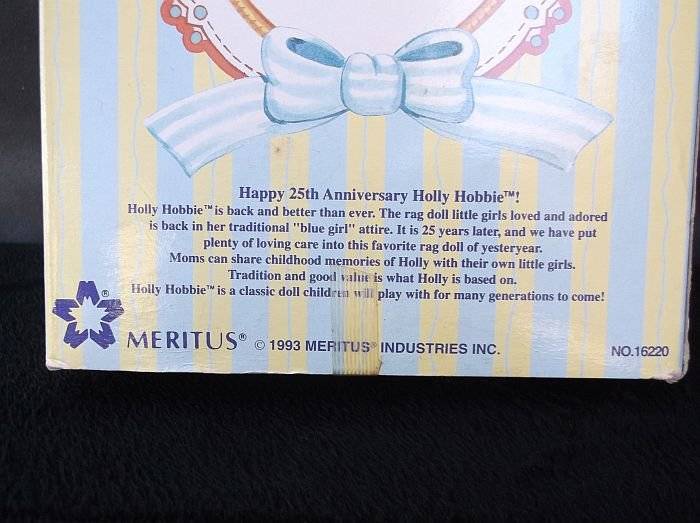 Happy 25th Anniversary Holly Hobbie™!
Holly Hobbie™ is back and better than ever. The rag doll little girls loved and adored
is back in her traditional "blue girl" attire. It is 25 years later, and we have put
plenty of loving care into this favorite rag doll of yesteryear.
Moms can share childhood memories of Holly with their own little girls.
Tradition and good value is what Holly is based on.
Holly Hobbie™ is a classic doll children will play with for many generations to come!
MERITUS® © 1993 MERITUS® INDUSTRIES INC. NO.16220